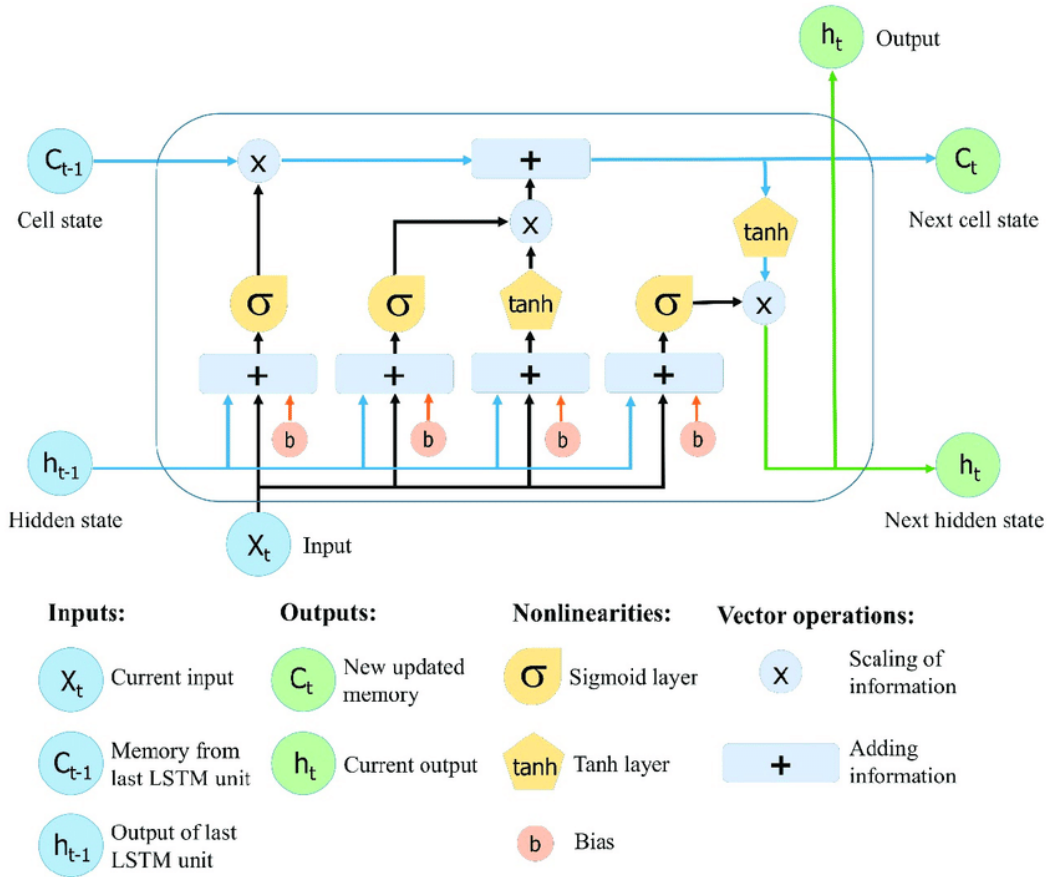 hₜ Output
Cₜ₋₁ x + Cₜ
Cell state
x
tanh
Next cell state
σ σ tanh σ x
+ + + +
b b b b
hₜ₋₁ hₜ
Hidden state
Next hidden state
Xₜ Input
Inputs:
Xₜ Current input
Cₜ₋₁ Memory from
last LSTM unit
hₜ₋₁ Output of last
LSTM unit
Outputs:
Cₜ New updated
memory
hₜ Current output
Nonlinearities:
σ Sigmoid layer
tanh Tanh layer
b Bias
Vector operations:
x Scaling of
information
+ Adding
information